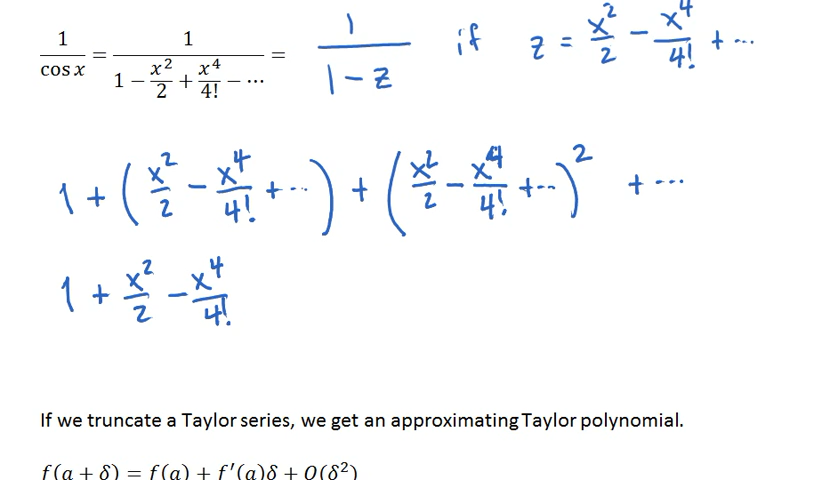 1/cos x = 1/(1 − x²/2 + x⁴/4! − ⋯) = 1/(1 − z) if z = x²/2 − x⁴/4! + ⋯
1 + (x²/2 − x⁴/4! + ⋯) + (x²/2 − x⁴/4! + ⋯)² + ⋯
1 + x²/2 − x⁴/4!
If we truncate a Taylor series, we get an approximating Taylor polynomial.
f(a + δ) = f(a) + f′(a)δ + O(δ²)